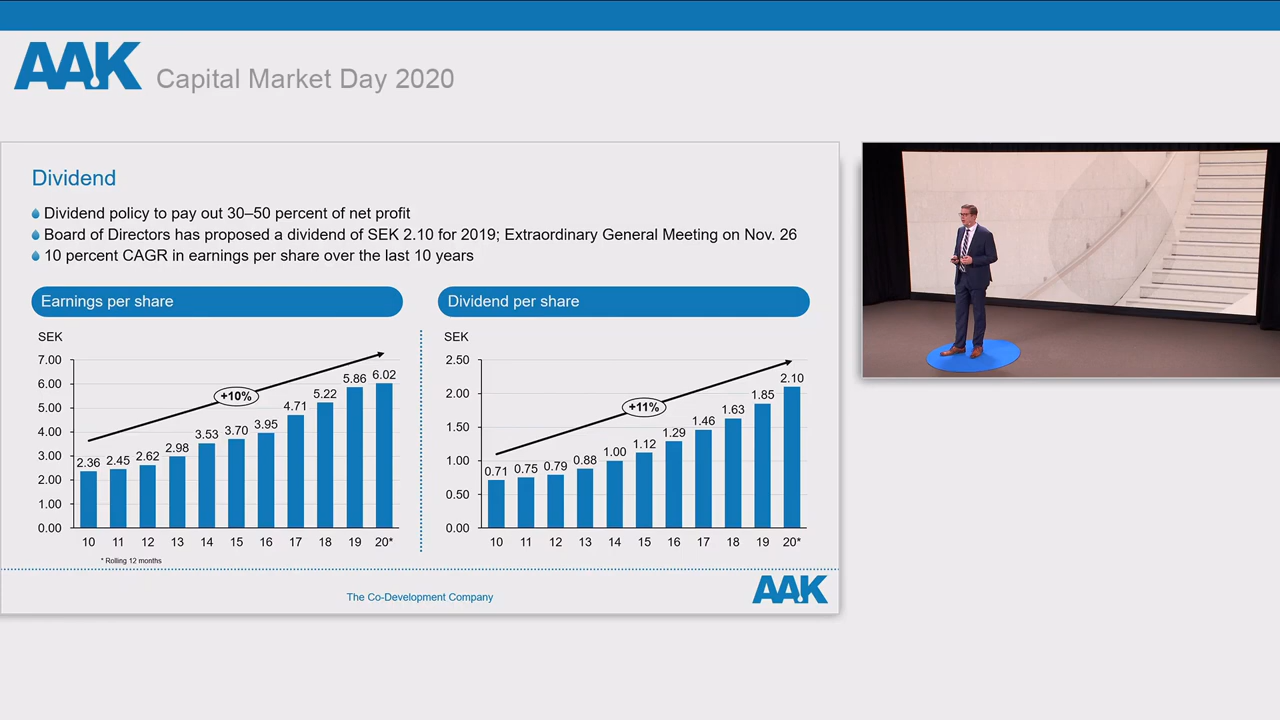 AAK
Capital Market Day 2020
Dividend
Dividend policy to pay out 30–50 percent of net profit
Board of Directors has proposed a dividend of SEK 2.10 for 2019; Extraordinary General Meeting on Nov. 26
10 percent CAGR in earnings per share over the last 10 years
Earnings per share
SEK
7.00
6.00
5.00
4.00
3.00
2.00
1.00
0.00
+10%
2.36 2.45 2.62 2.98 3.53 3.70 3.95 4.71 5.22 5.86 6.02
10 11 12 13 14 15 16 17 18 19 20*
* Rolling 12 months
Dividend per share
SEK
2.50
2.00
1.50
1.00
0.50
0.00
+11%
0.71 0.75 0.79 0.88 1.00 1.12 1.29 1.46 1.63 1.85 2.10
10 11 12 13 14 15 16 17 18 19 20*
The Co-Development Company
AAK